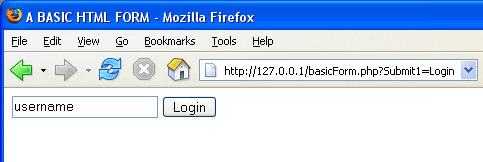 A BASIC HTML FORM - Mozilla Firefox
File Edit View Go Bookmarks Tools Help
http://127.0.0.1/basicForm.php?Submit1=Login
username Login